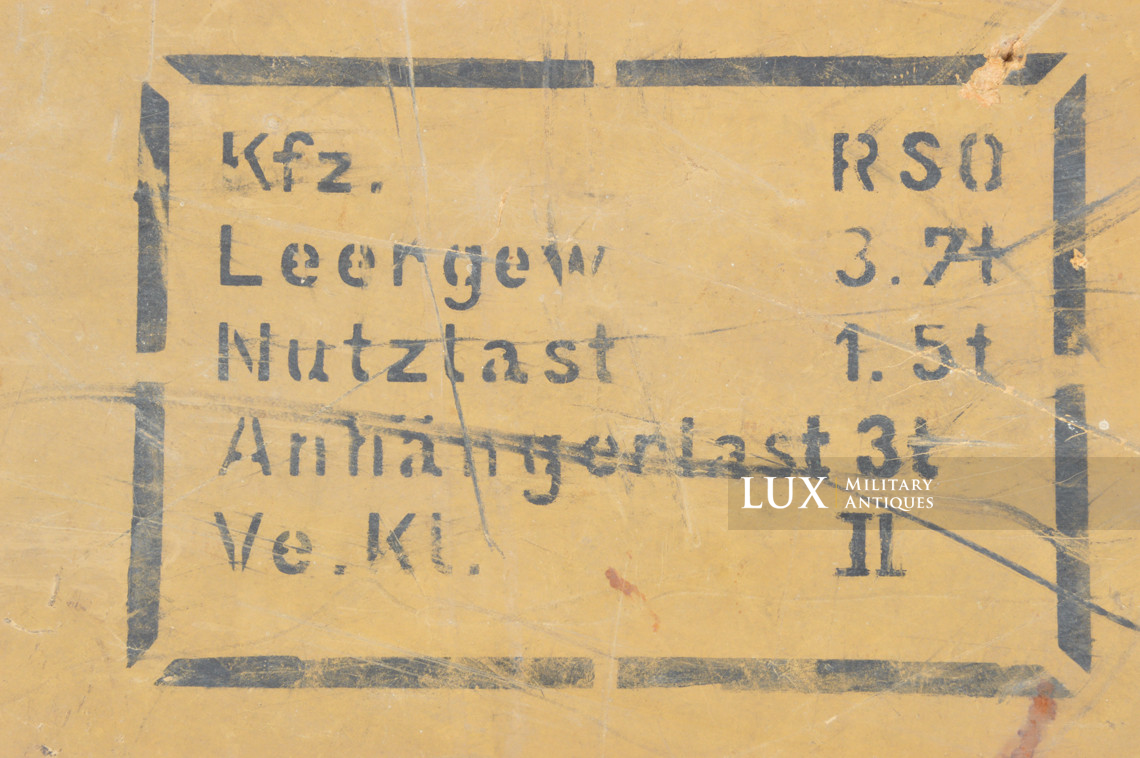 Kfz. RSO
Leergew 3.7t
Nutzlast 1.5t
Anhängerlast 3t
Ve.Kl. II
LUX MILITARY ANTIQUES